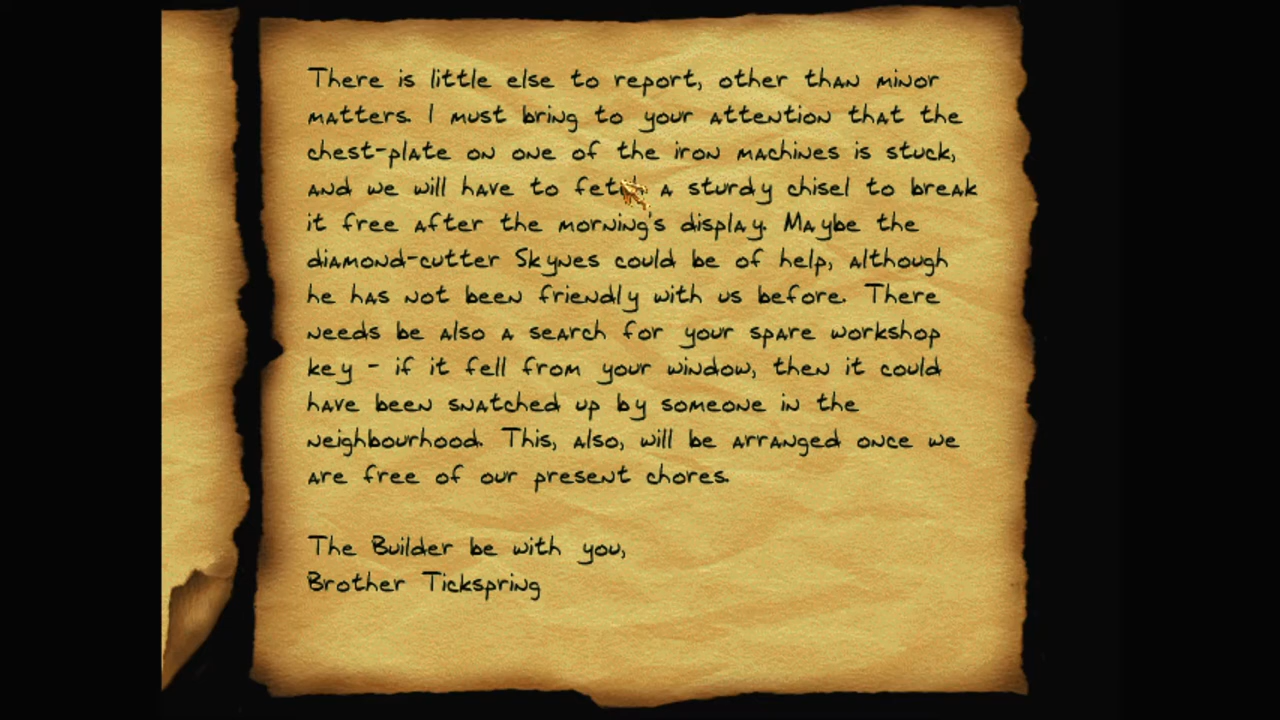 There is little else to report, other than minor
matters. I must bring to your attention that the
chest-plate on one of the iron machines is stuck,
and we will have to fetch a sturdy chisel to break
it free after the morning's display. Maybe the
diamond-cutter Skynes could be of help, although
he has not been friendly with us before. There
needs be also a search for your spare workshop
key - if it fell from your window, then it could
have been snatched up by someone in the
neighbourhood. This, also, will be arranged once we
are free of our present chores.
The Builder be with you,
Brother Tickspring